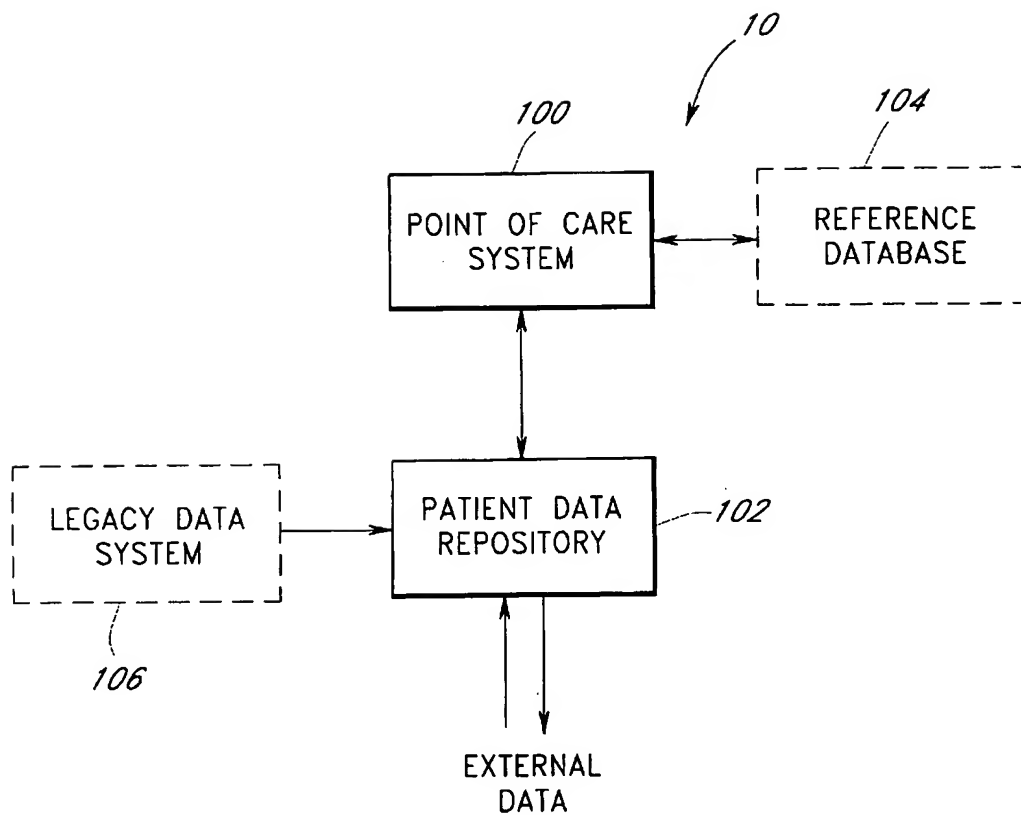 10
100
104
POINT OF CARE
SYSTEM
REFERENCE
DATABASE
LEGACY DATA
SYSTEM
PATIENT DATA
REPOSITORY
102
106
EXTERNAL
DATA